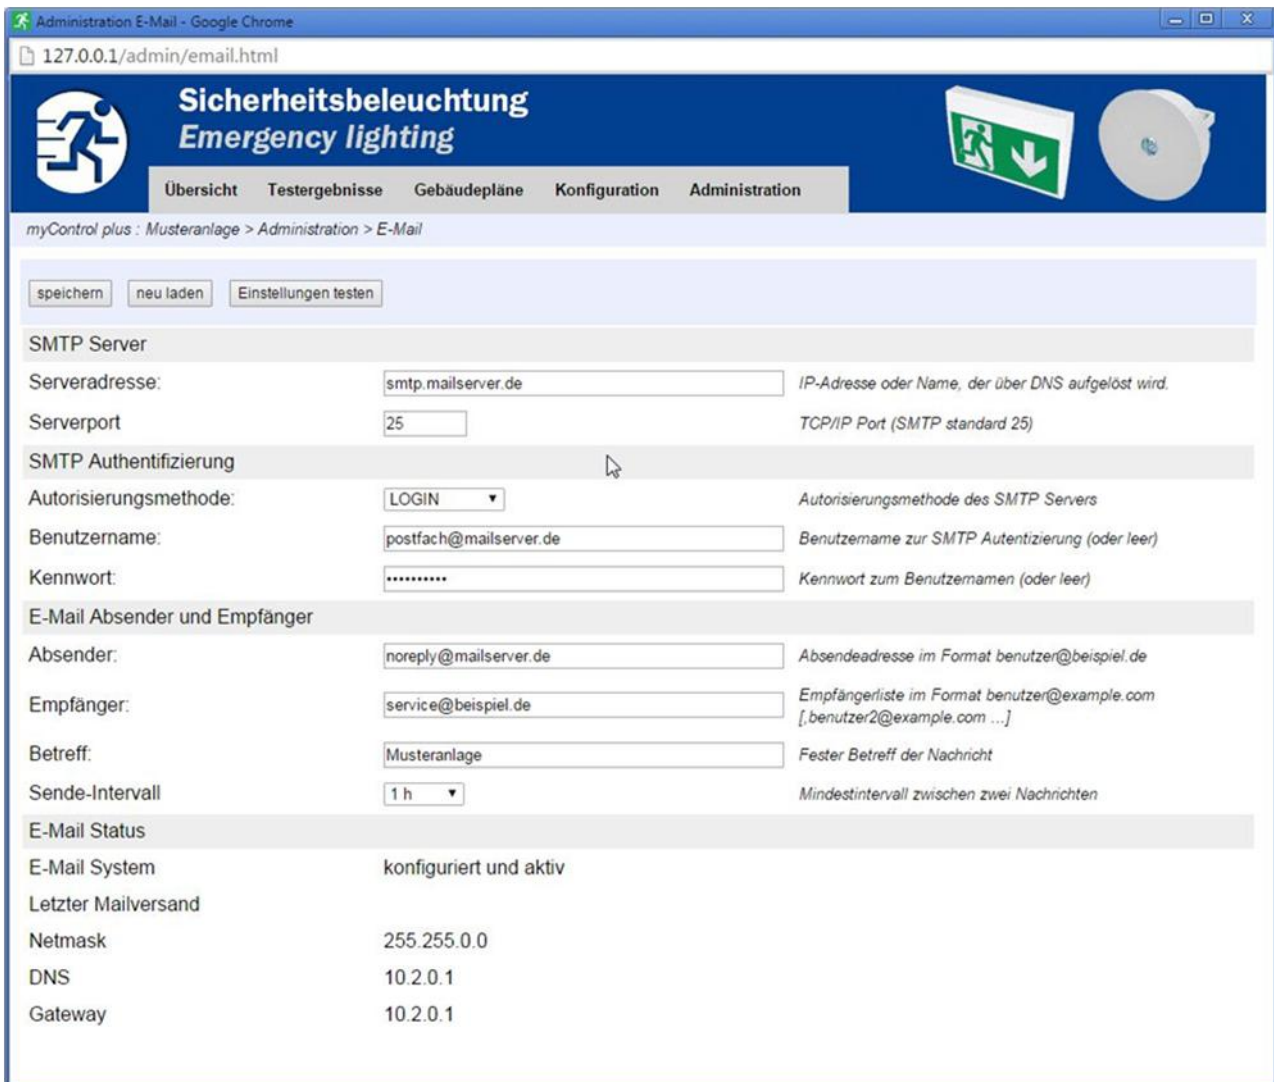 Administration E-Mail - Google Chrome
127.0.0.1/admin/email.html
Sicherheitsbeleuchtung
Emergency lighting
Übersicht Testergebnisse Gebäudepläne Konfiguration Administration
myControl plus : Musteranlage > Administration > E-Mail
speichern neu laden Einstellungen testen
SMTP Server
Serveradresse: smtp.mailserver.de IP-Adresse oder Name, der über DNS aufgelöst wird.
Serverport 25 TCP/IP Port (SMTP standard 25)
SMTP Authentifizierung
Autorisierungsmethode: LOGIN Autorisierungsmethode des SMTP Servers
Benutzername: postfach@mailserver.de Benutzername zur SMTP Autentizierung (oder leer)
Kennwort: •••••••••• Kennwort zum Benutzernamen (oder leer)
E-Mail Absender und Empfänger
Absender: noreply@mailserver.de Absendeadresse im Format benutzer@beispiel.de
Empfänger: service@beispiel.de Empfängerliste im Format benutzer@example.com
[,benutzer2@example.com ...]
Betreff: Musteranlage Fester Betreff der Nachricht
Sende-Intervall 1 h Mindestintervall zwischen zwei Nachrichten
E-Mail Status
E-Mail System konfiguriert und aktiv
Letzter Mailversand
Netmask 255.255.0.0
DNS 10.2.0.1
Gateway 10.2.0.1